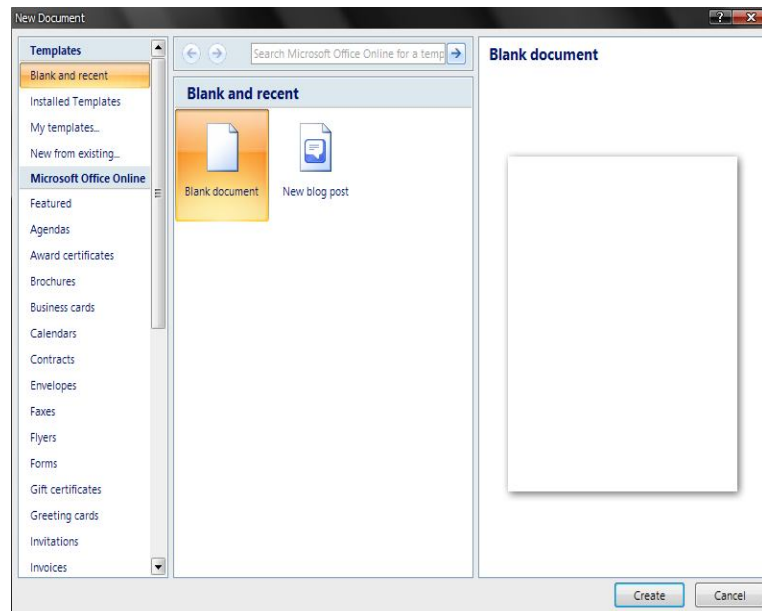 New Document
?
Templates
Blank and recent
Installed Templates
My templates...
New from existing...
Microsoft Office Online
Featured
Agendas
Award certificates
Brochures
Business cards
Calendars
Contracts
Envelopes
Faxes
Flyers
Forms
Gift certificates
Greeting cards
Invitations
Invoices
Search Microsoft Office Online for a temp
Blank and recent
Blank document
New blog post
Blank document
Create
Cancel